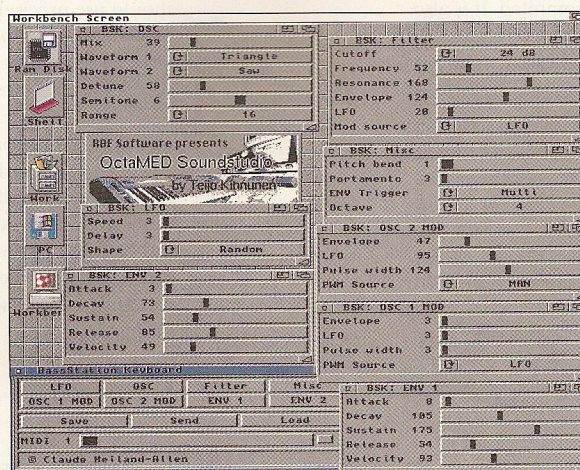 Workbench Screen
Ram Disk
Shell
Work
PC
Workben
BSK: OSC
Mix 39
Waveform 1 Triangle
Waveform 2 Saw
Detune 58
Semitone 6
Range 16
RBF Software presents
OctaMED Soundstudio
by Teijo Kinnunen
BSK: LFO
Speed 3
Delay 3
Shape Random
BSK: ENV 2
Attack 3
Decay 73
Sustain 54
Release 85
Velocity 49
BassStation Keyboard
LFO OSC Filter Misc
OSC 1 MOD OSC 2 MOD ENV 1 ENV 2
Save Send Load
MIDI 1
© Claude Heiland-Allen
BSK: Filter
Cutoff 24 dB
Frequency 52
Resonance 168
Envelope 124
LFO 20
Mod source LFO
BSK: Misc
Pitch bend 1
Portamento 3
ENV Trigger Multi
Octave 4
BSK: OSC 2 MOD
Envelope 47
LFO 95
Pulse width 124
PWM Source MAN
BSK: OSC 1 MOD
Envelope 3
LFO 3
Pulse width 3
PWM Source LFO
BSK: ENV 1
Attack 8
Decay 105
Sustain 175
Release 54
Velocity 93